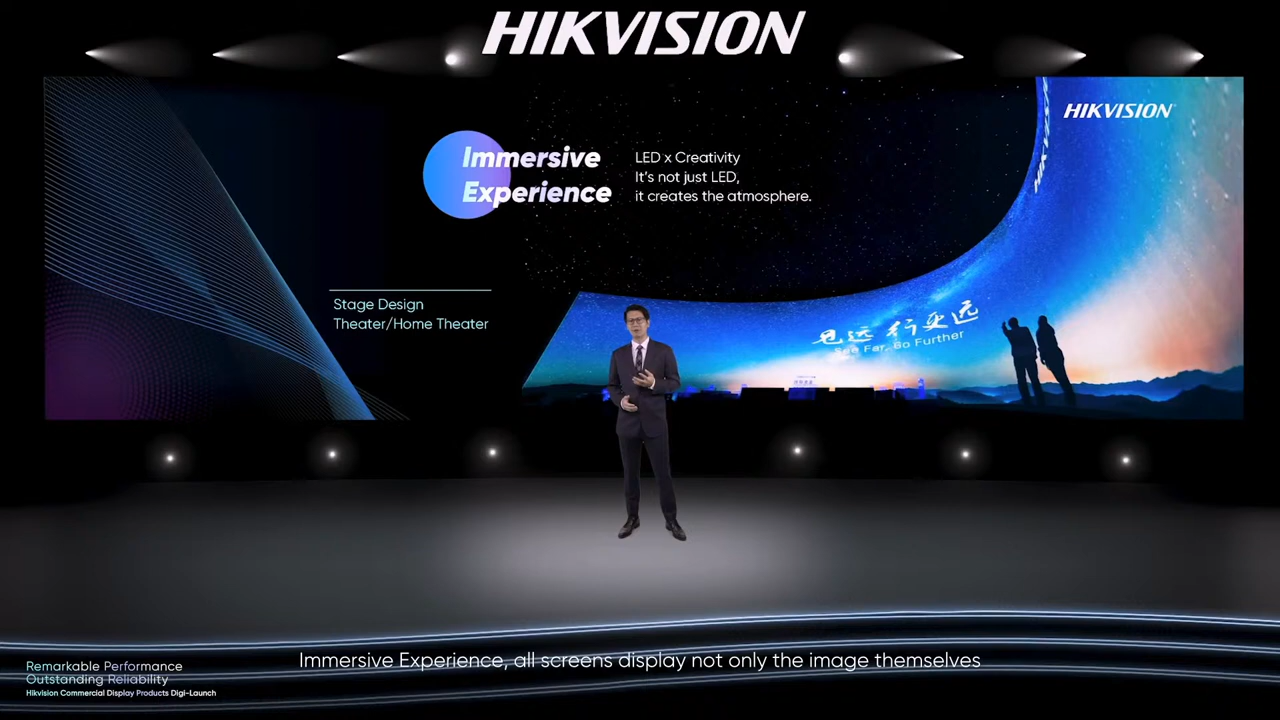 HIKVISION
HIKVISION
HIKVISION
Immersive
Experience
LED x Creativity
It's not just LED,
it creates the atmosphere.
Stage Design
Theater/Home Theater
见远 行更远
See Far, Go Further
Immersive Experience, all screens display not only the image themselves
Remarkable Performance
Outstanding Reliability
Hikvision Commercial Display Products Digi-Launch